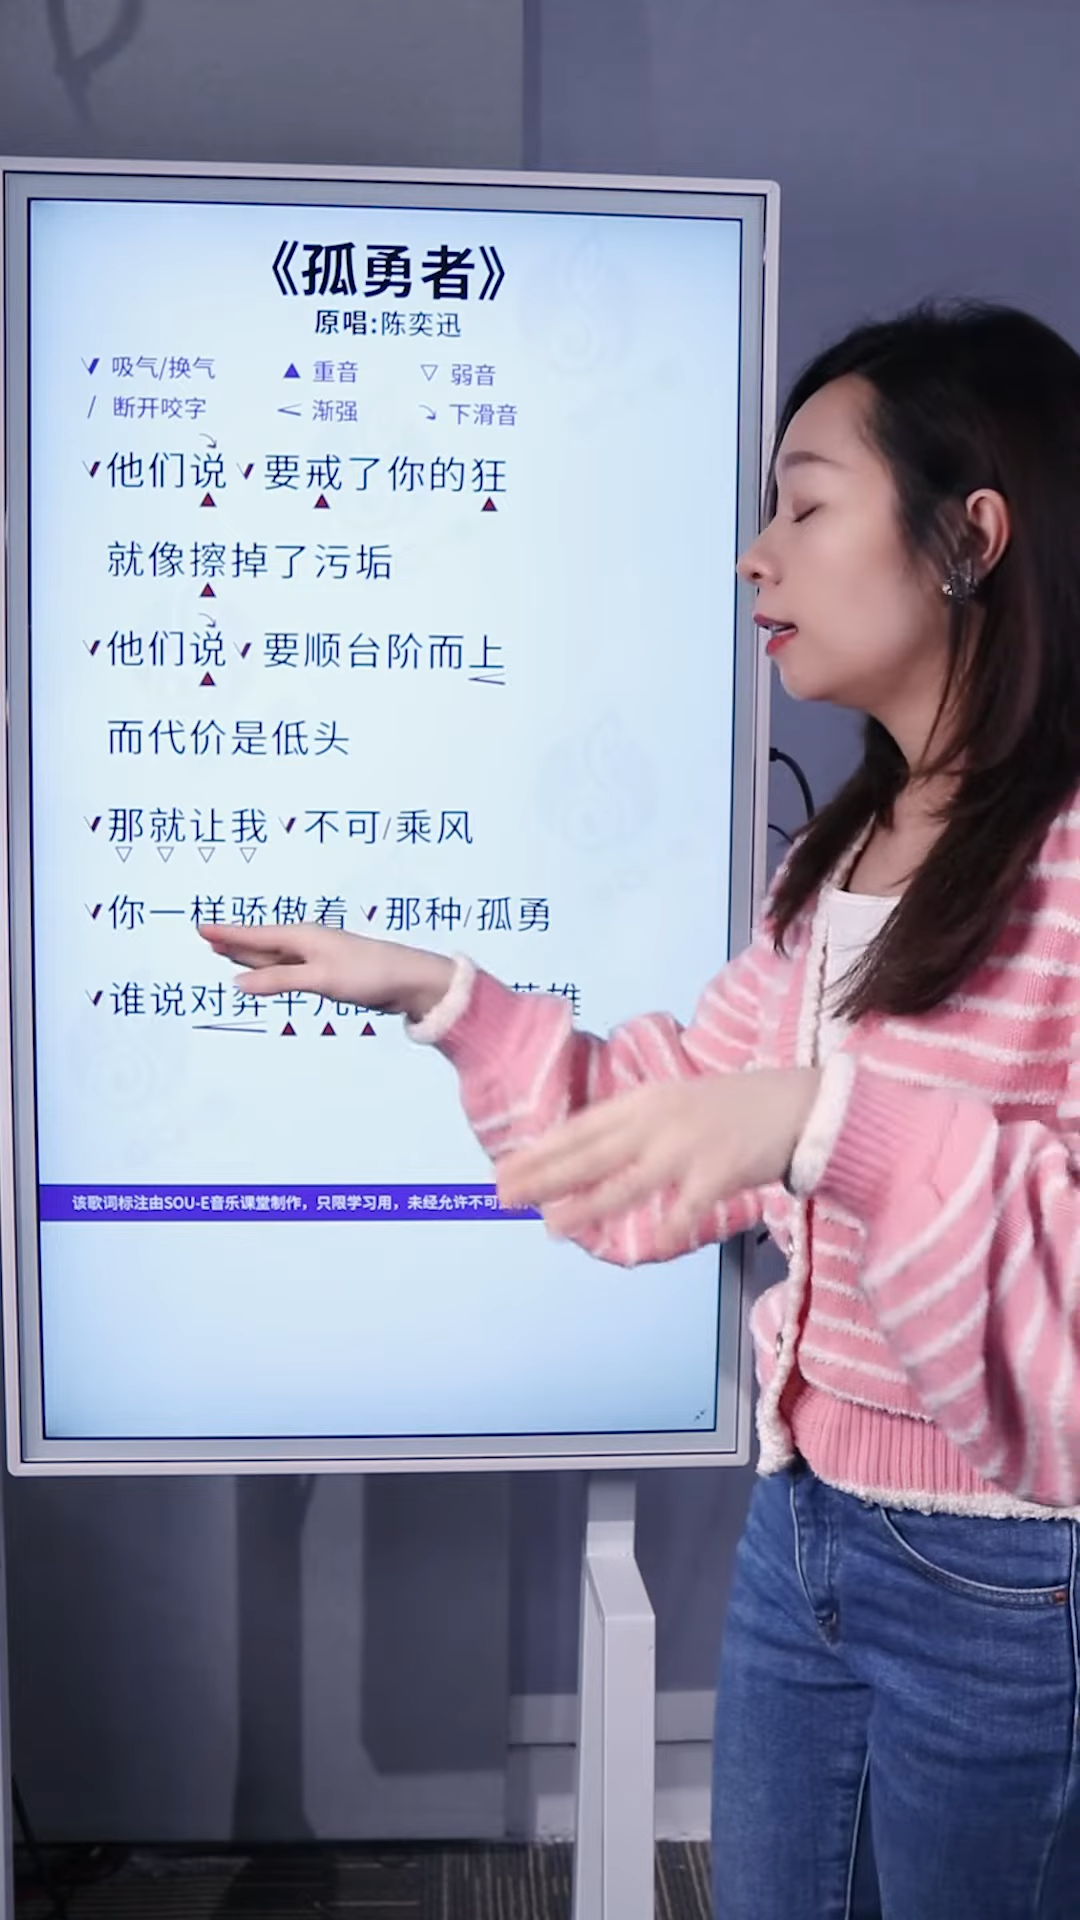 《孤勇者》
原唱:陈奕迅
吸气/换气 ▲ 重音 ▽ 弱音
/ 断开咬字 < 渐强 下滑音
他们说 要戒了你的狂
就像擦掉了污垢
他们说 要顺台阶而上
而代价是低头
那就让我 不可/乘风
你一样骄傲着 那种/孤勇
谁说对弈平凡的
该歌词标注由SOU-E音乐课堂制作，只限学习用，未经允许不可